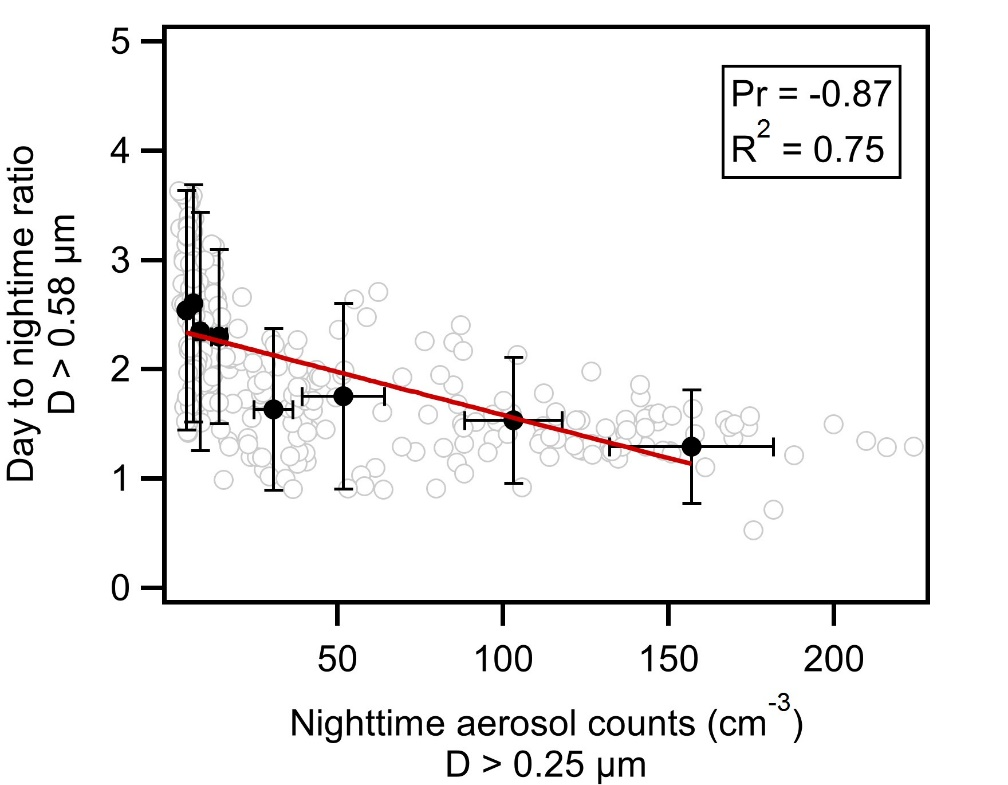 5
4
3
2
1
0
Day to nightime ratio
D > 0.58 µm
Pr = -0.87
R² = 0.75
50 100 150 200
Nighttime aerosol counts (cm⁻³)
D > 0.25 µm